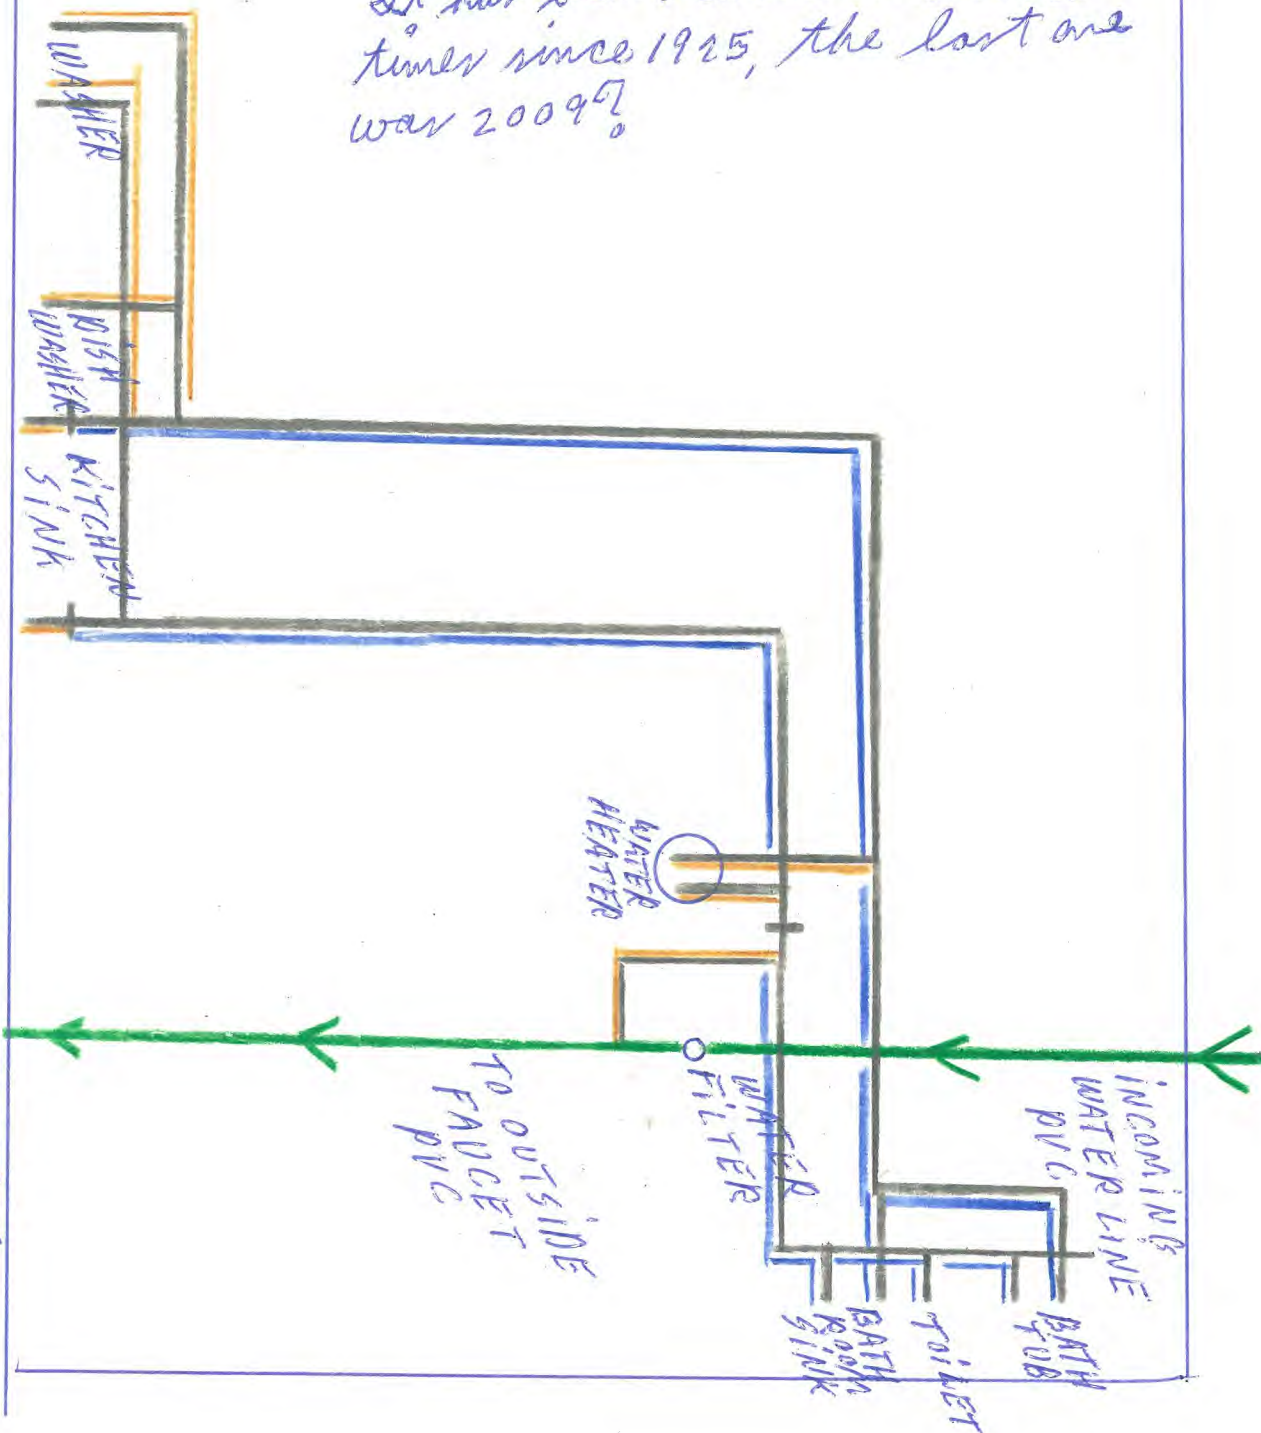 times since 1925, the last one
was 2009?
WASHER
DISH
WASHER
KITCHEN
SINK
WATER
HEATER
WATER
FILTER
TO OUTSIDE
FAUCET
PVC
INCOMING
WATER LINE
PVC
BATH
ROOM
SINK
TOILET
BATH
TUB